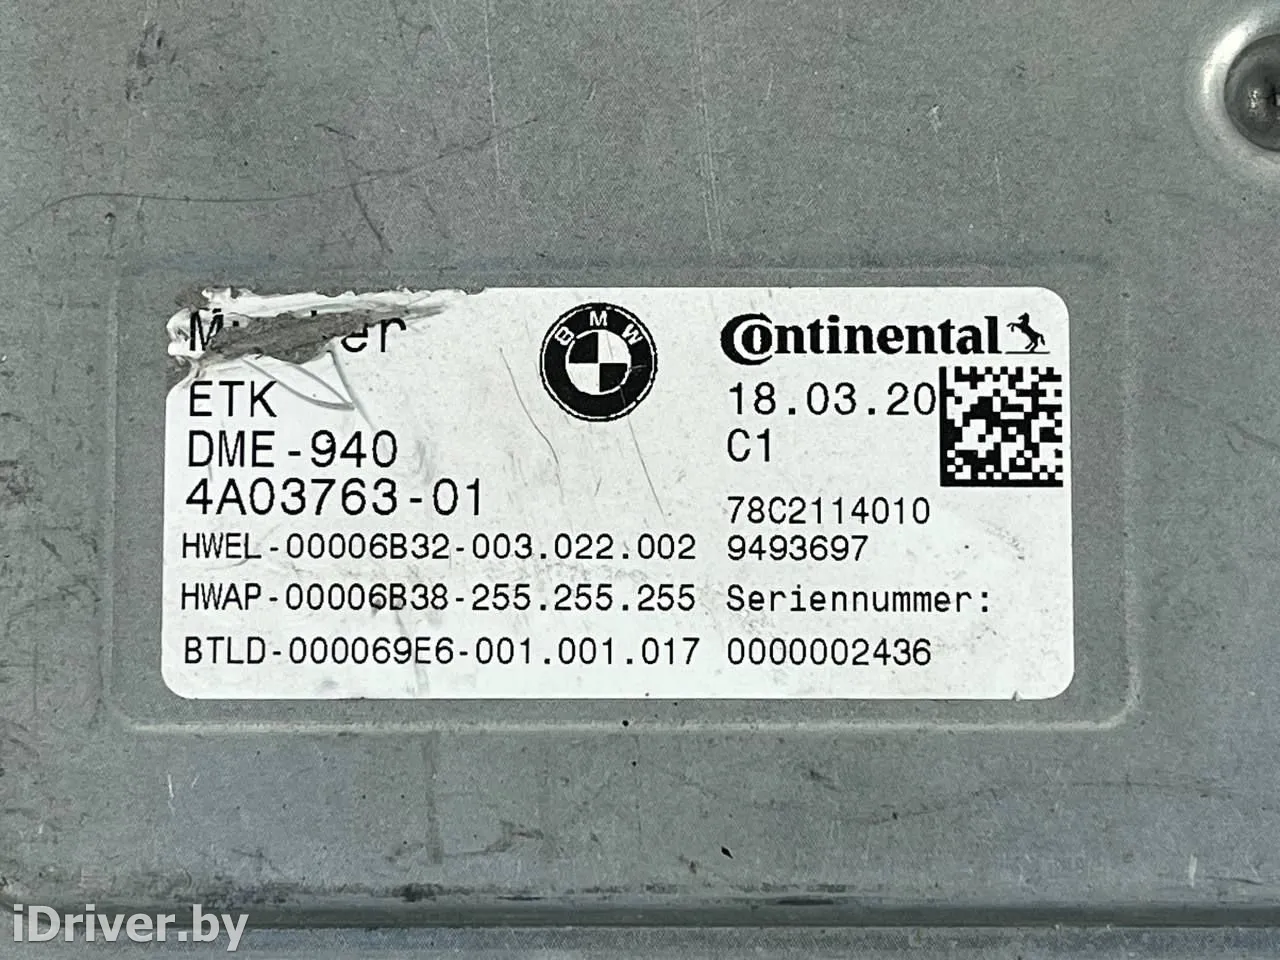 BMW
Continental
ETK
18.03.20
DME-940
C1
4A03763-01
78C2114010
HWEL-00006B32-003.022.002
9493697
HWAP-00006B38-255.255.255
Seriennummer:
BTLD-000069E6-001.001.017
0000002436
iDriver.by